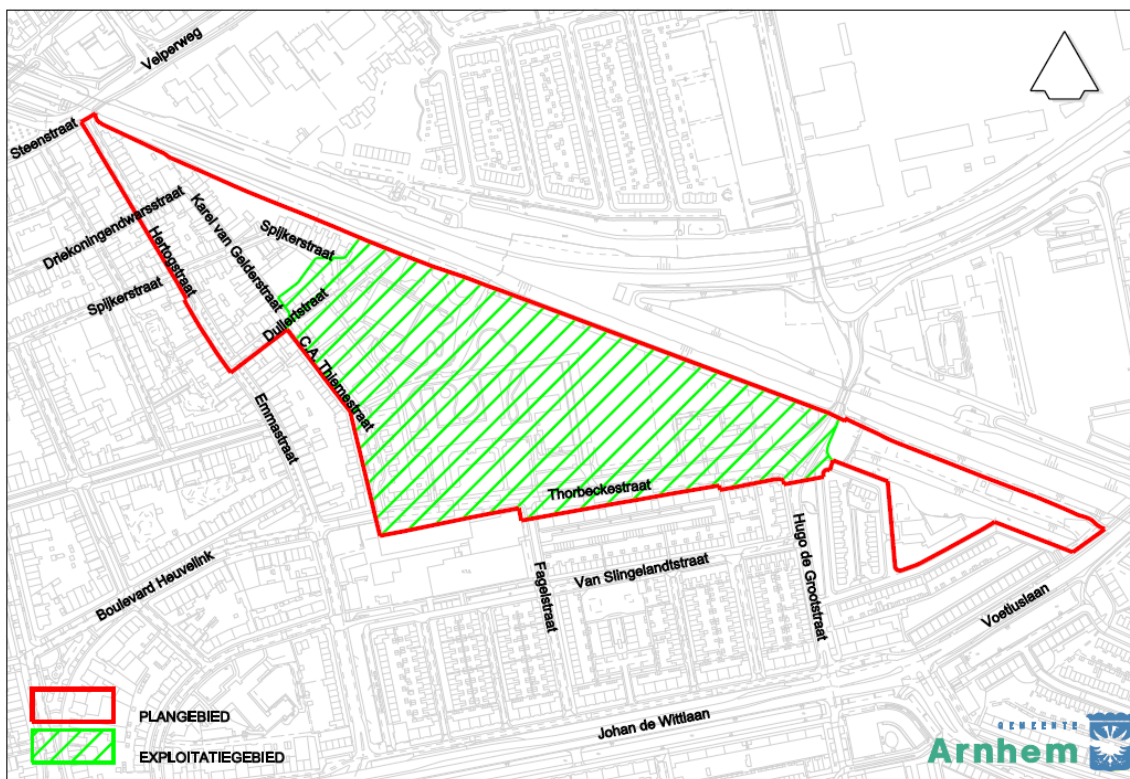 Velperweg
Steenstraat
Driekoningendwarsstraat
Karel van Gelderstraat
Hertogstraat
Spijkerstraat
Spijkerstraat
Dullertstraat
C.A. Thiemestraat
Emmastraat
Thorbeckestraat
Boulevard Heuvelink
Fagelstraat
Van Slingelandtstraat
Hugo de Grootstraat
Voetiuslaan
Johan de Wittlaan
PLANGEBIED
EXPLOITATIEGEBIED
GEMEENTE
Arnhem